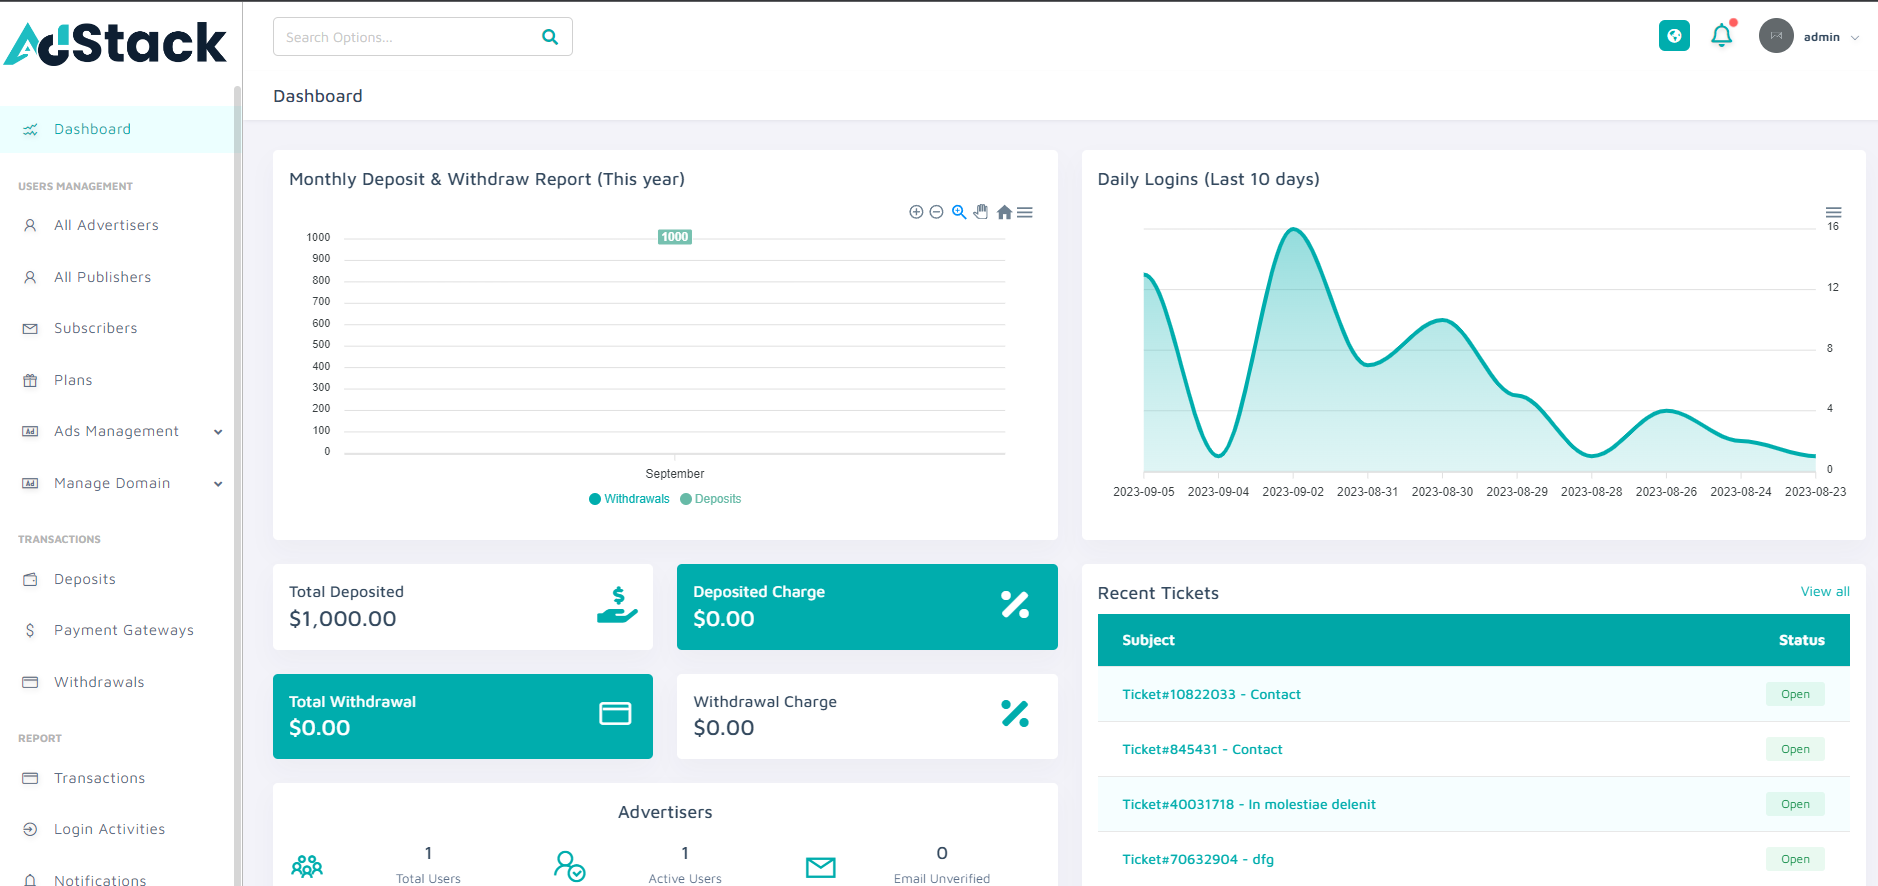 AdStack
Search Options...
admin
Dashboard
Dashboard
USERS MANAGEMENT
All Advertisers
All Publishers
Subscribers
Plans
Ad Ads Management
Ad Manage Domain
TRANSACTIONS
Deposits
$ Payment Gateways
Withdrawals
REPORT
Transactions
Login Activities
Notifications
Monthly Deposit & Withdraw Report (This year)
1000
1000
900
800
700
600
500
400
300
200
100
0
September
Withdrawals Deposits
Daily Logins (Last 10 days)
16
12
8
4
0
2023-09-05 2023-09-04 2023-09-02 2023-08-31 2023-08-30 2023-08-29 2023-08-28 2023-08-26 2023-08-24 2023-08-23
Total Deposited
$1,000.00
$
Deposited Charge
$0.00
Total Withdrawal
$0.00
Withdrawal Charge
$0.00
Advertisers
1
Total Users
1
Active Users
0
Email Unverified
Recent Tickets View all
Subject Status
Ticket#10822033 - Contact Open
Ticket#845431 - Contact Open
Ticket#40031718 - In molestiae delenit Open
Ticket#70632904 - dfg Open